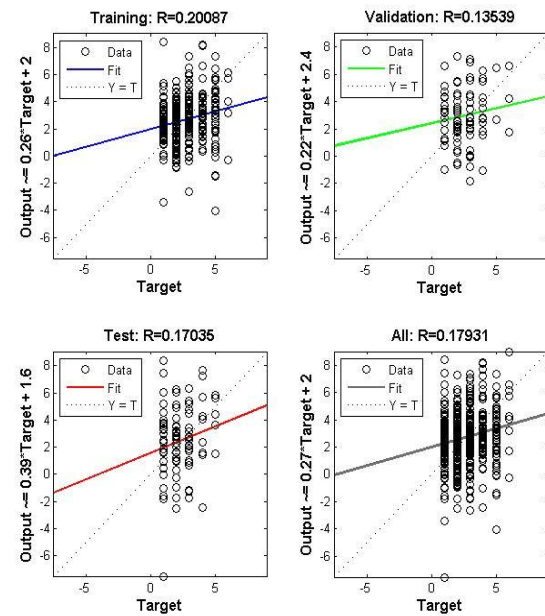 Training: R=0.20087
Output ~= 0.26*Target + 2
8
6
4
2
0
-2
-4
-6
Data
Fit
Y = T
-5
0
5
Target
Validation: R=0.13539
Output ~= 0.22*Target + 2.4
8
6
4
2
0
-2
-4
-6
Data
Fit
Y = T
-5
0
5
Target
Test: R=0.17035
Output ~= 0.39*Target + 1.6
8
6
4
2
0
-2
-4
-6
Data
Fit
Y = T
-5
0
5
Target
All: R=0.17931
Output ~= 0.27*Target + 2
8
6
4
2
0
-2
-4
-6
Data
Fit
Y = T
-5
0
5
Target